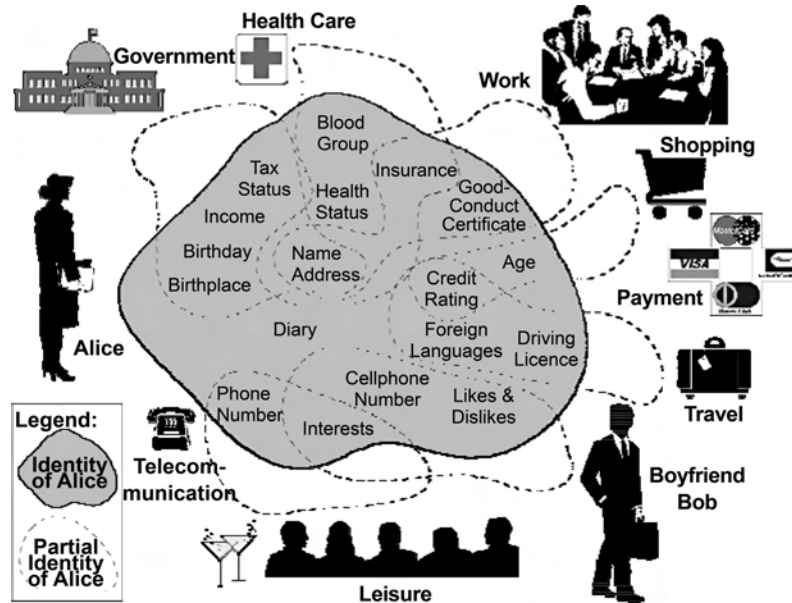 Health Care
Government
Work
Shopping
MasterCard
VISA
Payment
Travel
Boyfriend
Bob
Leisure
Telecom-
munication
Alice
Blood
Group
Tax
Status
Insurance
Health
Status
Good-
Conduct
Certificate
Income
Birthday
Name
Address
Age
Birthplace
Credit
Rating
Diary
Foreign
Languages
Driving
Licence
Phone
Number
Cellphone
Number
Likes &
Dislikes
Interests
Legend:
Identity
of Alice
Partial
Identity
of Alice